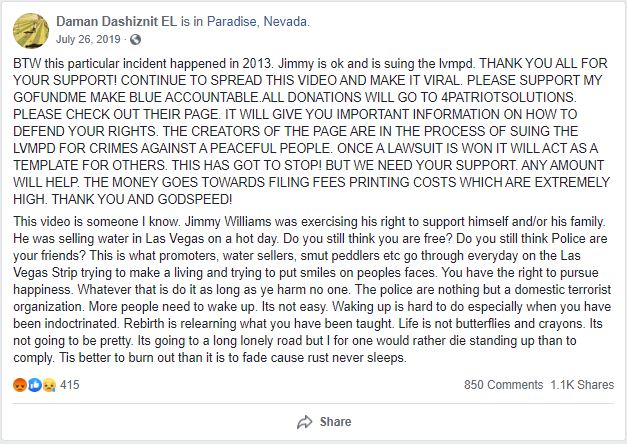 Daman Dashiznit EL is in Paradise, Nevada.
July 26, 2019 ·
BTW this particular incident happened in 2013. Jimmy is ok and is suing the lvmpd. THANK YOU ALL FOR
YOUR SUPPORT! CONTINUE TO SPREAD THIS VIDEO AND MAKE IT VIRAL. PLEASE SUPPORT MY
GOFUNDME MAKE BLUE ACCOUNTABLE.ALL DONATIONS WILL GO TO 4PATRIOTSOLUTIONS.
PLEASE CHECK OUT THEIR PAGE. IT WILL GIVE YOU IMPORTANT INFORMATION ON HOW TO
DEFEND YOUR RIGHTS. THE CREATORS OF THE PAGE ARE IN THE PROCESS OF SUING THE
LVMPD FOR CRIMES AGAINST A PEACEFUL PEOPLE. ONCE A LAWSUIT IS WON IT WILL ACT AS A
TEMPLATE FOR OTHERS. THIS HAS GOT TO STOP! BUT WE NEED YOUR SUPPORT. ANY AMOUNT
WILL HELP. THE MONEY GOES TOWARDS FILING FEES PRINTING COSTS WHICH ARE EXTREMELY
HIGH. THANK YOU AND GODSPEED!
This video is someone I know. Jimmy Williams was exercising his right to support himself and/or his family.
He was selling water in Las Vegas on a hot day. Do you still think you are free? Do you still think Police are
your friends? This is what promoters, water sellers, smut peddlers etc go through everyday on the Las
Vegas Strip trying to make a living and trying to put smiles on peoples faces. You have the right to pursue
happiness. Whatever that is do it as long as ye harm no one. The police are nothing but a domestic terrorist
organization. More people need to wake up. Its not easy. Waking up is hard to do especially when you have
been indoctrinated. Rebirth is relearning what you have been taught. Life is not butterflies and crayons. Its
not going to be pretty. Its going to a long lonely road but I for one would rather die standing up than to
comply. Tis better to burn out than it is to fade cause rust never sleeps.
415 850 Comments 1.1K Shares
Share